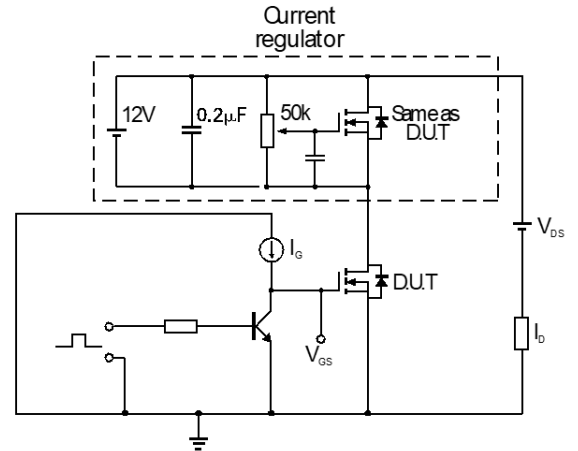 Current
regulator
12V
0.2μF
50k
Same as
D.U.T
V_DS
I_G
D.U.T
I_D
V_GS